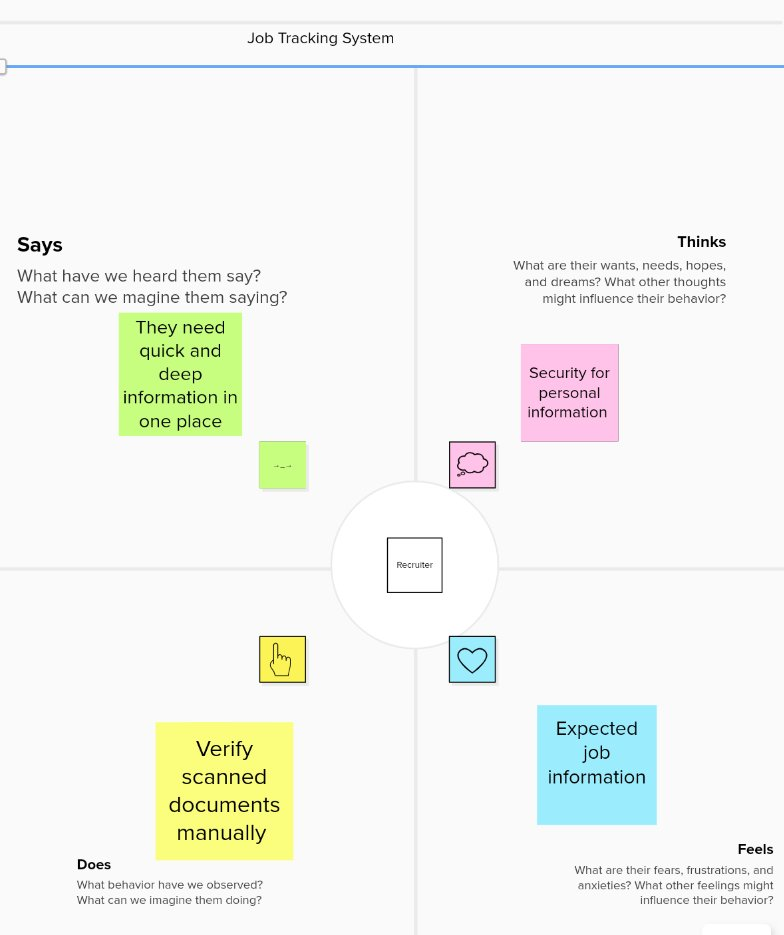 Job Tracking System
Says
What have we heard them say?
What can we magine them saying?
They need
quick and
deep
information in
one place
Thinks
What are their wants, needs, hopes,
and dreams? What other thoughts
might influence their behavior?
Security for
personal
information
Recruiter
Verify
scanned
documents
manually
Does
What behavior have we observed?
What can we imagine them doing?
Expected
job
information
Feels
What are their fears, frustrations, and
anxieties? What other feelings might
influence their behavior?